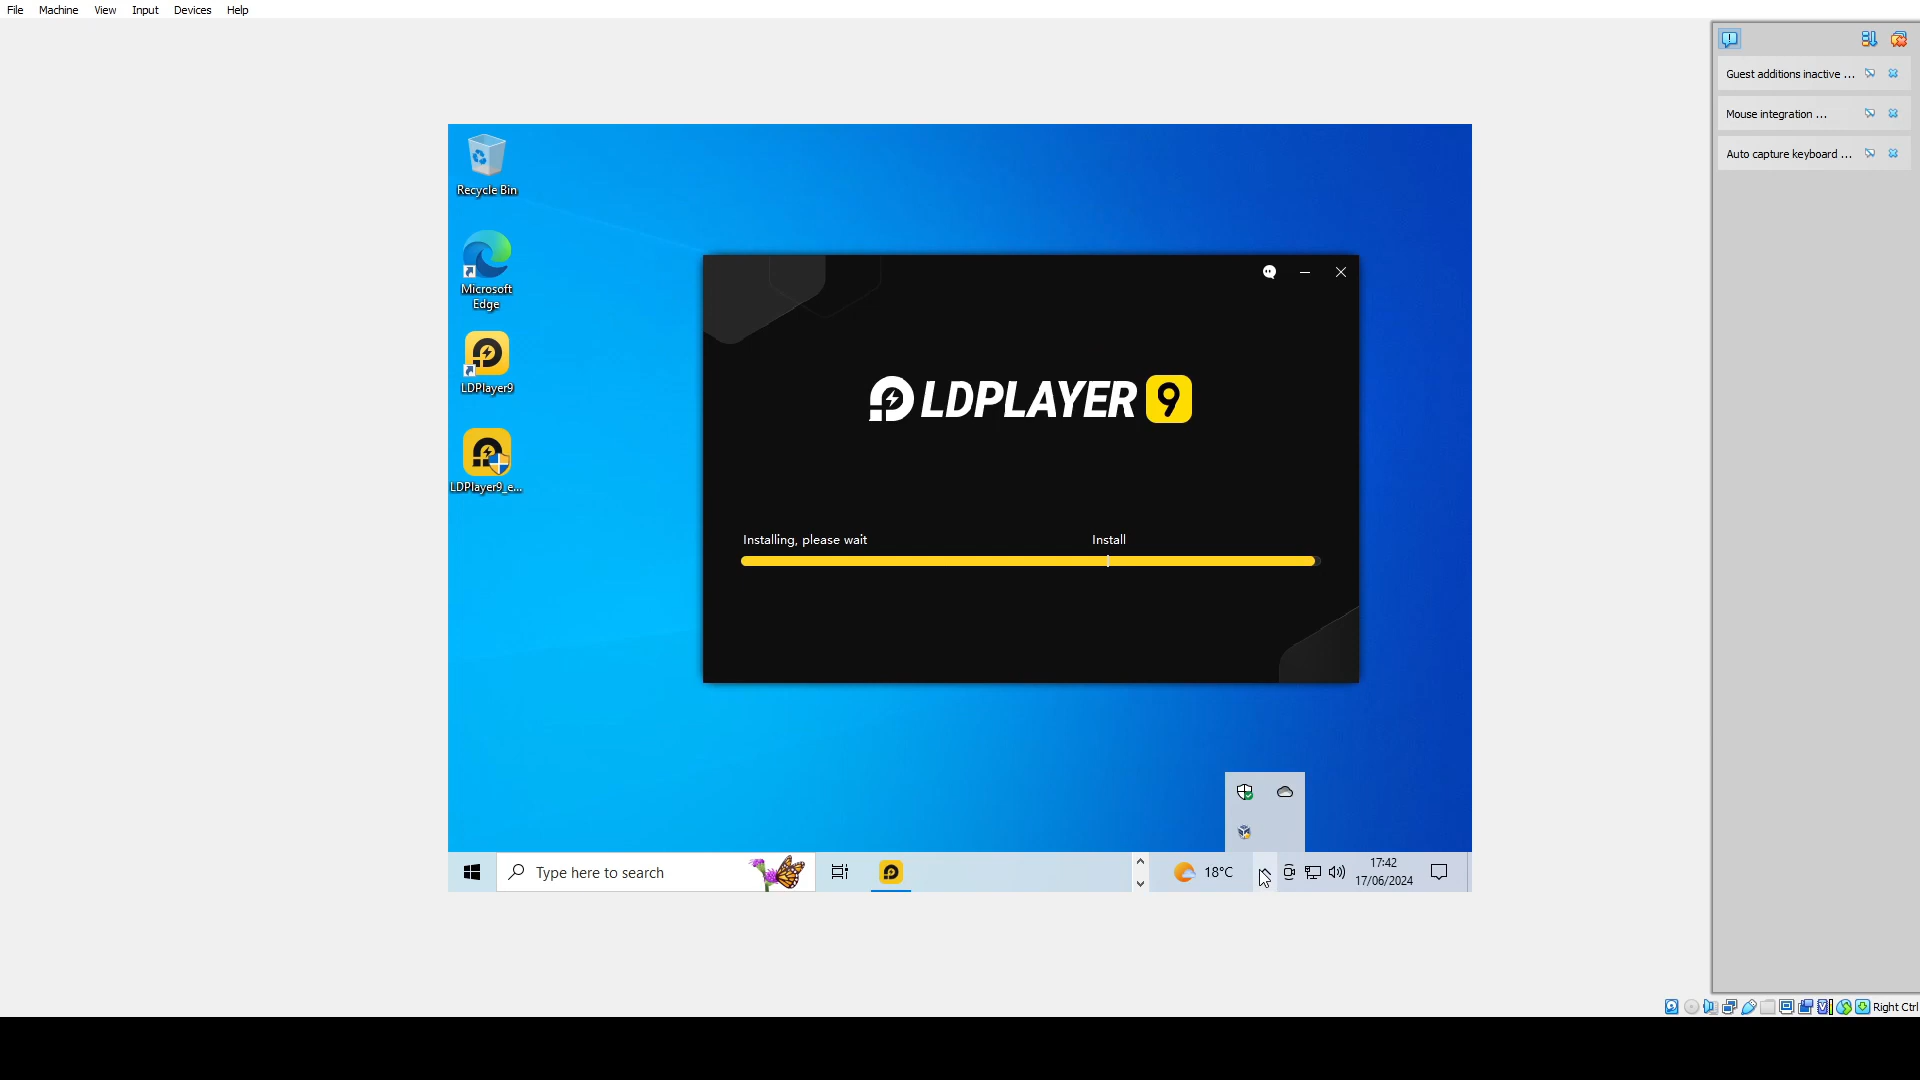 File Machine View Input Devices Help
Guest additions inactive ...
Mouse integration ...
Auto capture keyboard ...
Recycle Bin
Microsoft
Edge
LDPlayer9
LDPlayer9_e...
LDPLAYER 9
Installing, please wait Install
Type here to search
18°C
17:42
17/06/2024
Right Ctrl